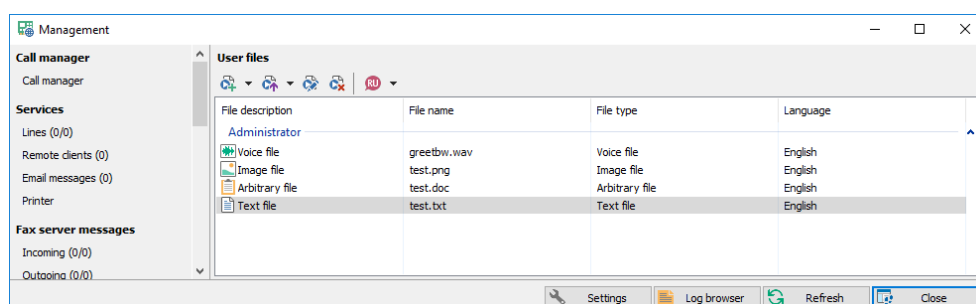 Management
Call manager
Call manager
Services
Lines (0/0)
Remote clients (0)
Email messages (0)
Printer
Fax server messages
Incoming (0/0)
Outgoing (0/0)
User files
RU
File description File name File type Language
Administrator
Voice file greetbw.wav Voice file English
Image file test.png Image file English
Arbitrary file test.doc Arbitrary file English
Text file test.txt Text file English
Settings Log browser Refresh Close